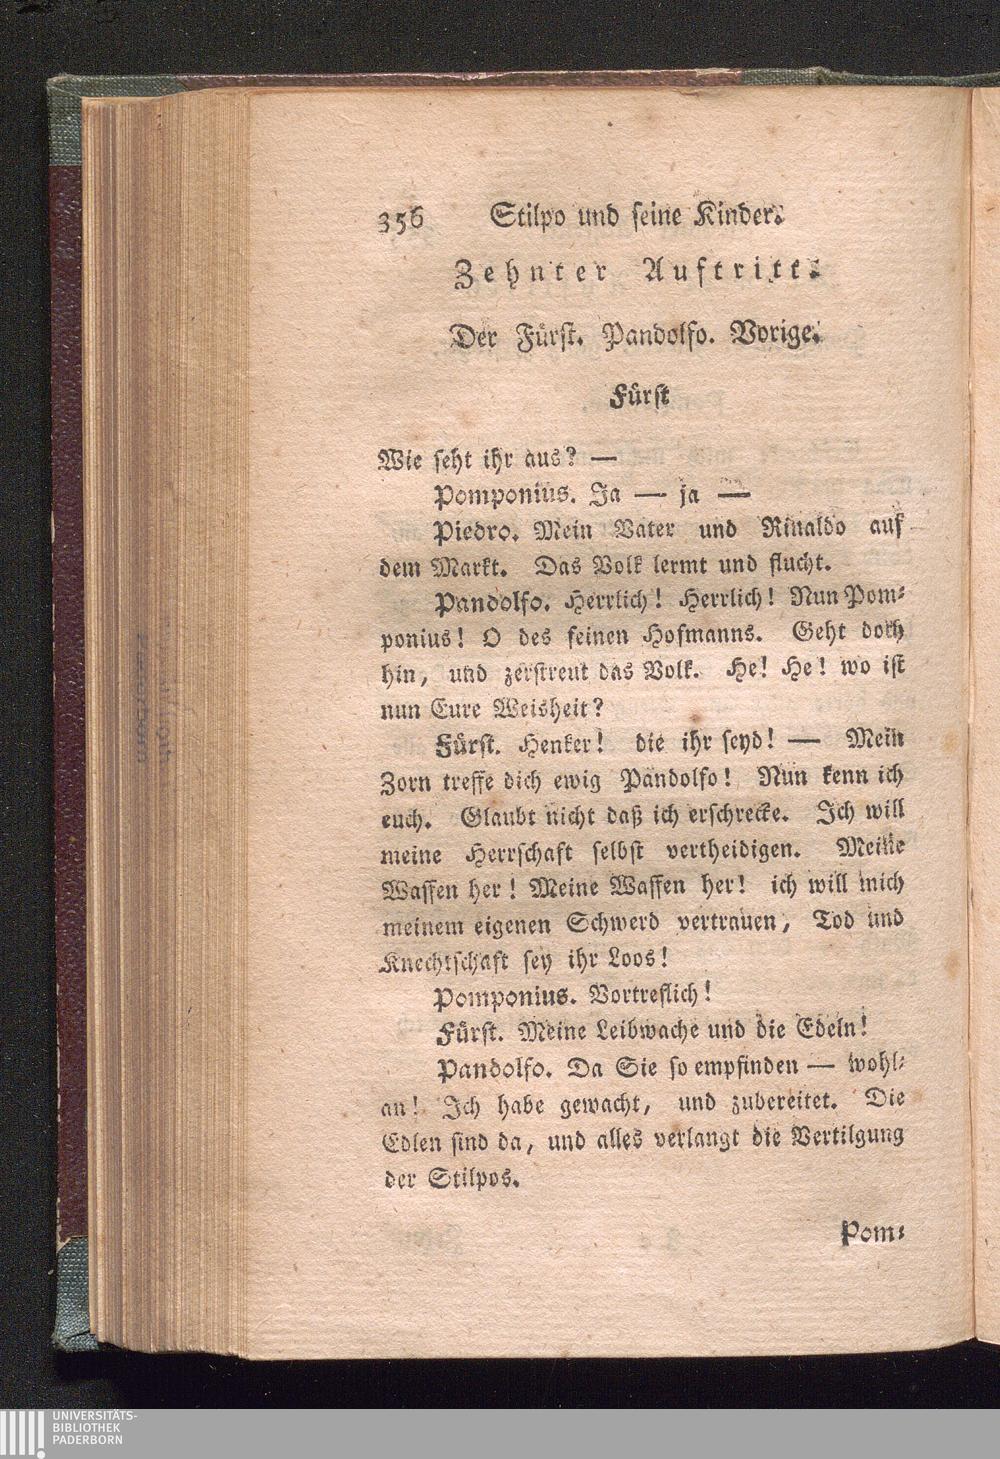 356 Stilpo und seine Kinder.
Zehnter Auftritt.
Der Fürst. Pandolfo. Vorige.
Fürst
Wie seht ihr aus? —
Pomponius. Ja — ja —
Piedro. Mein Vater und Rinaldo auf
dem Markt. Das Volk lermt und flucht.
Pandolfo. Herrlich! Herrlich! Nun Pom-
ponius! O des feinen Hofmanns. Geht doch
hin, und zerstreut das Volk. He! He! wo ist
nun Eure Weisheit?
Fürst. Henker! die ihr seyd! — Mein
Zorn treffe dich ewig Pandolfo! Nun kenn ich
euch. Glaubt nicht daß ich erschrecke. Ich will
meine Herrschaft selbst vertheidigen. Meine
Waffen her! Meine Waffen her! ich will mich
meinem eigenen Schwerd vertrauen, Tod und
Knechtschaft sey ihr Loos!
Pomponius. Vortreflich!
Fürst. Meine Leibwache und die Edeln!
Pandolfo. Da Sie so empfinden — wohl-
an! Ich habe gewacht, und zubereitet. Die
Edlen sind da, und alles verlangt die Vertilgung
der Stilpos.
Pom-
UNIVERSITÄTS-
BIBLIOTHEK
PADERBORN